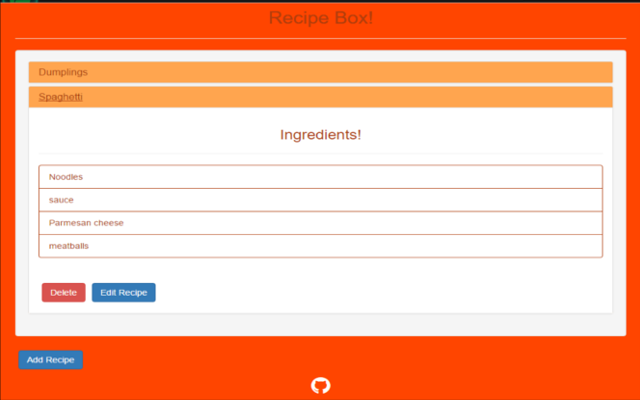 Recipe Box!
Dumplings
Spaghetti
Ingredients!
Noodles
sauce
Parmesan cheese
meatballs
Delete Edit Recipe
Add Recipe